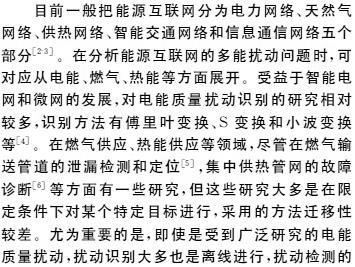 目前一般把能源互联网分为电力网络、天然气
网络、供热网络、智能交通网络和信息通信网络五个
部分[2-3]。在分析能源互联网的多能扰动问题时,可
对应从电能、燃气、热能等方面展开。受益于智能电
网和微网的发展,对电能质量扰动识别的研究相对
较多,识别方法有傅里叶变换、S 变换和小波变换
等[4]。在燃气供应、热能供应等领域,尽管在燃气输
送管道的泄漏检测和定位[5],集中供热管网的故障
诊断[6]等方面有一些研究,但这些研究大多是在限
定条件下对某个特定目标进行,采用的方法迁移性
较差。尤为重要的是,即使是受到广泛研究的电能
质量扰动,扰动识别大多也是离线进行,扰动检测的